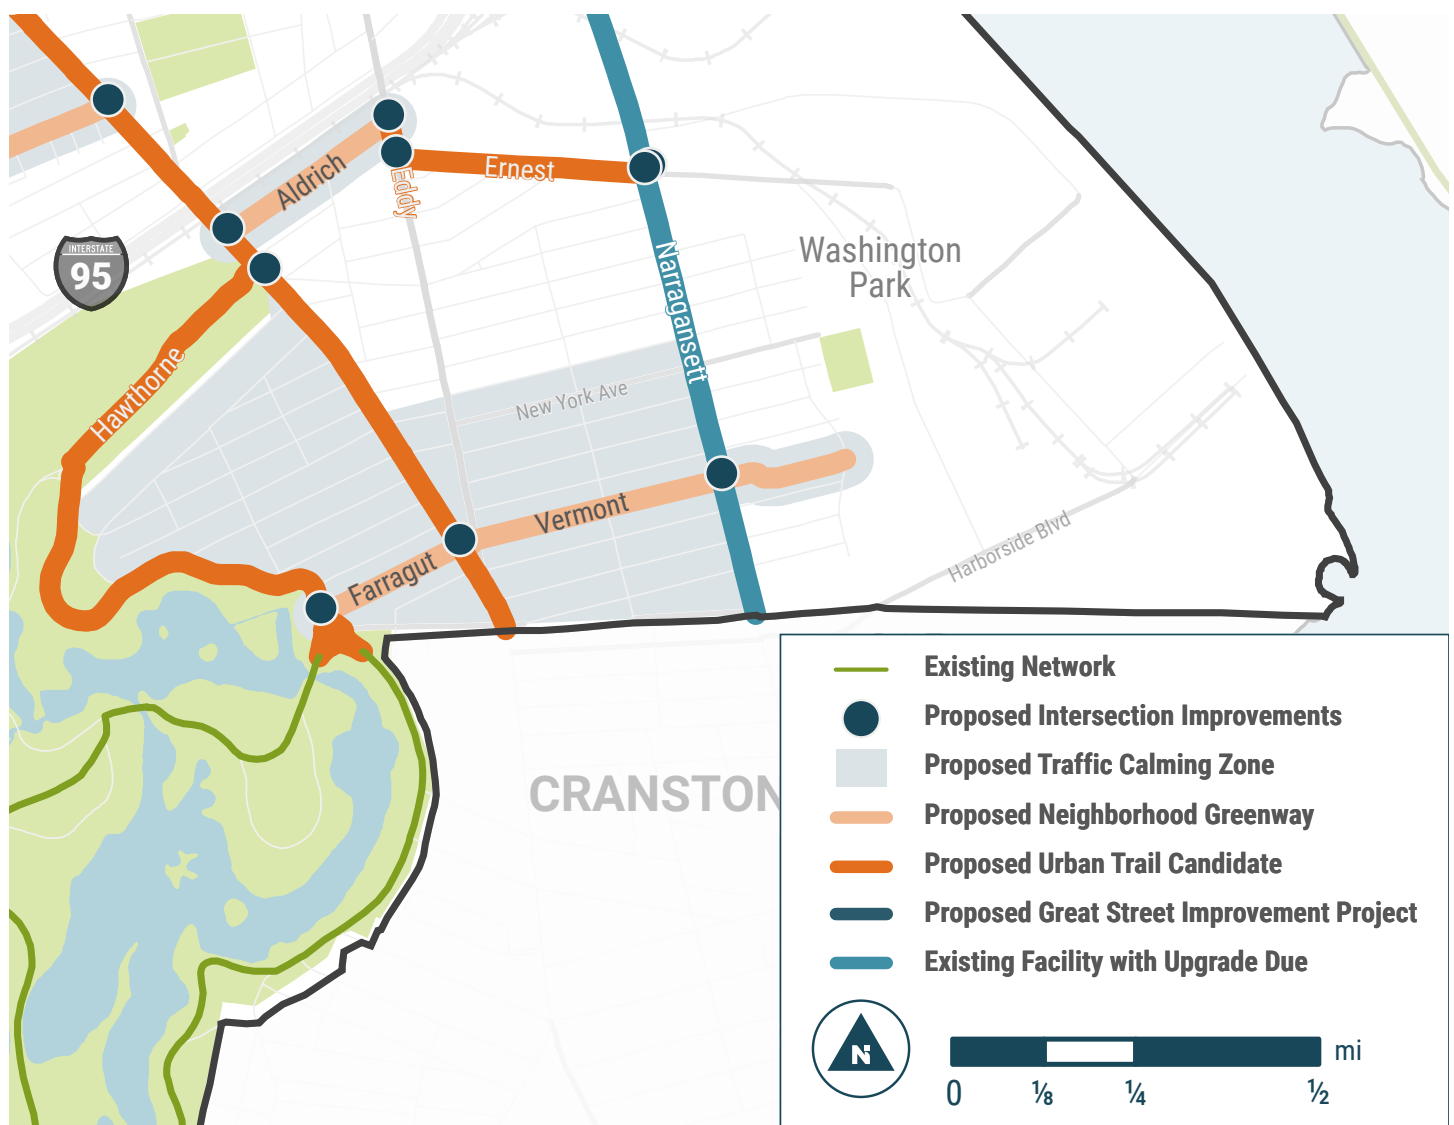 Aldrich
Eddy
Ernest
INTERSTATE
95
Narragansett
Washington
Park
Hawthorne
New York Ave
Vermont
Farragut
Harborside Blvd
CRANSTON
Existing Network
Proposed Intersection Improvements
Proposed Traffic Calming Zone
Proposed Neighborhood Greenway
Proposed Urban Trail Candidate
Proposed Great Street Improvement Project
Existing Facility with Upgrade Due
N
mi
0 ⅛ ¼ ½